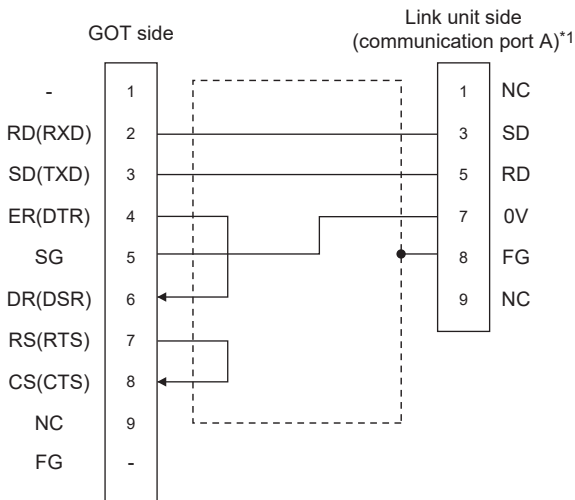 GOT side
Link unit side
(communication port A)*1
- 1
RD(RXD) 2
SD(TXD) 3
ER(DTR) 4
SG 5
DR(DSR) 6
RS(RTS) 7
CS(CTS) 8
NC 9
FG -
1 NC
3 SD
5 RD
7 0V
8 FG
9 NC